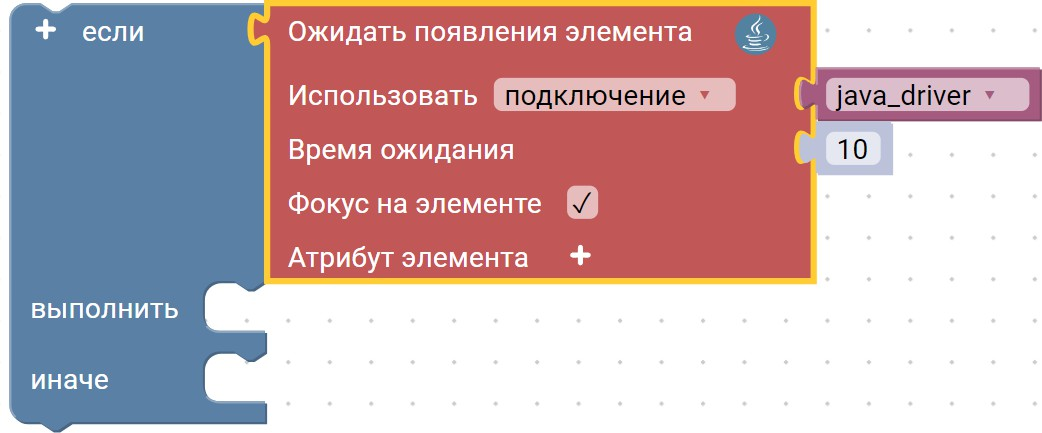 если
Ожидать появления элемента
Использовать подключение java_driver
Время ожидания 10
Фокус на элементе
Атрибут элемента
выполнить
иначе